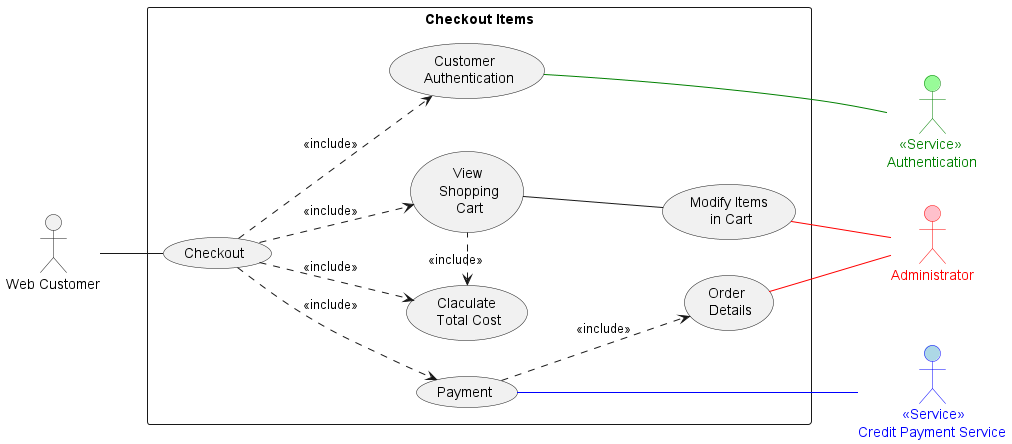 Checkout Items
Customer
Authentication
«Service»
Authentication
«include»
View
Shopping
Cart
Modify Items
in Cart
«include»
Checkout
Web Customer
«include»
«include»
Administrator
Claculate
Total Cost
Order
Details
«include»
«include»
Payment
«Service»
Credit Payment Service